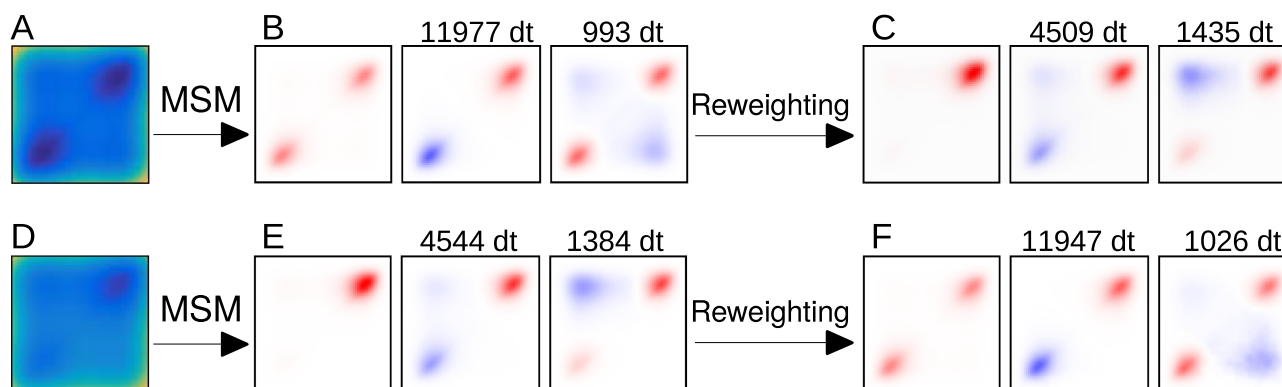 A
MSM
B
11977 dt
993 dt
Reweighting
C
4509 dt
1435 dt
D
MSM
E
4544 dt
1384 dt
Reweighting
F
11947 dt
1026 dt